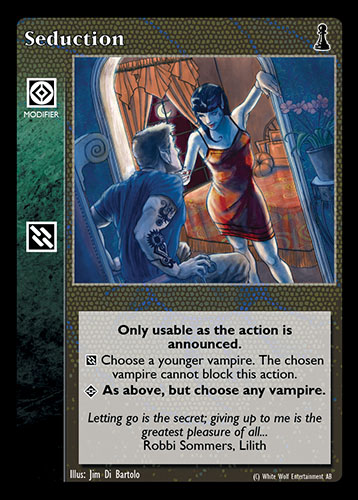 Seduction
MODIFIER
Only usable as the action is
announced.
Choose a younger vampire. The chosen
vampire cannot block this action.
As above, but choose any vampire.
Letting go is the secret; giving up to me is the
greatest pleasure of all...
Robbi Sommers, Lilith
Illus: Jim Di Bartolo
(C) White Wolf Entertainment AB